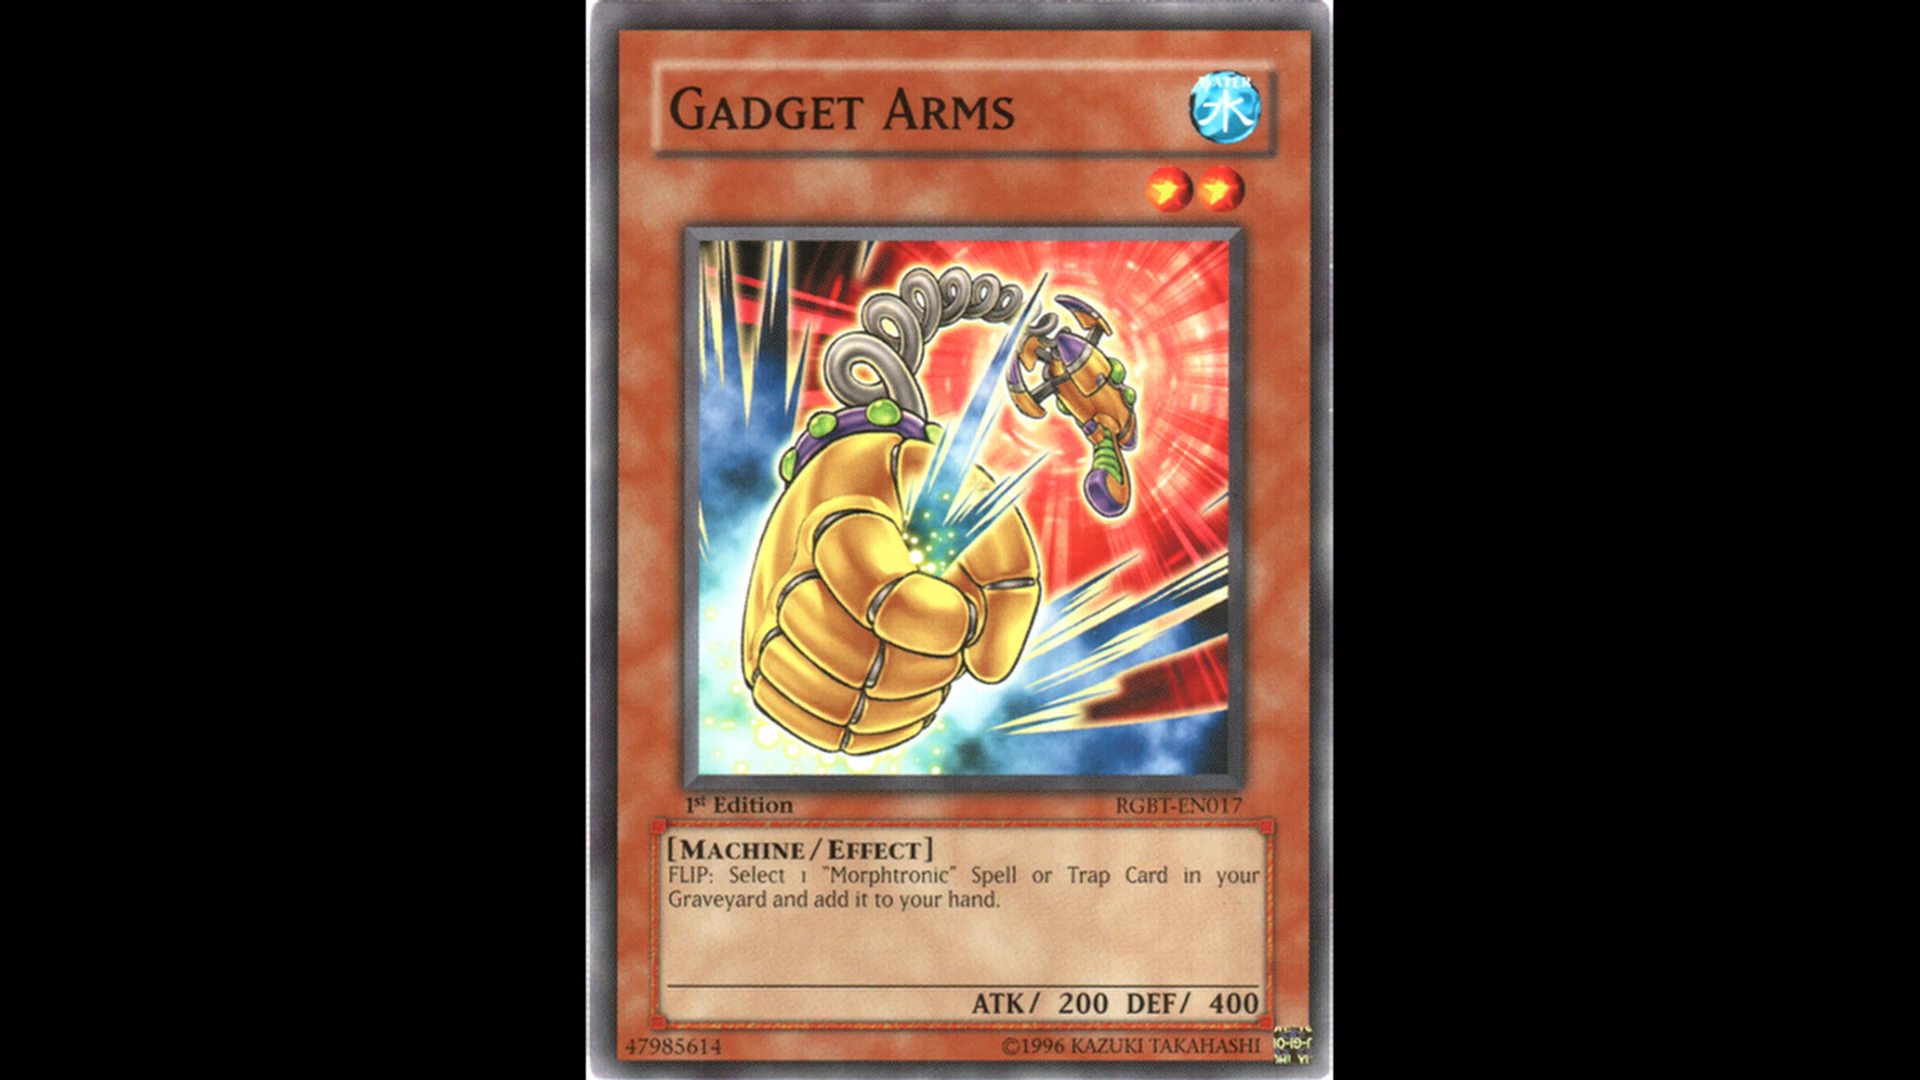 GADGET ARMS
WATER
水
1st Edition
RGBT-EN017
[MACHINE/EFFECT]
FLIP: Select 1 "Morphtronic" Spell or Trap Card in your
Graveyard and add it to your hand.
ATK/ 200 DEF/ 400
47985614
©1996 KAZUKI TAKAHASHI